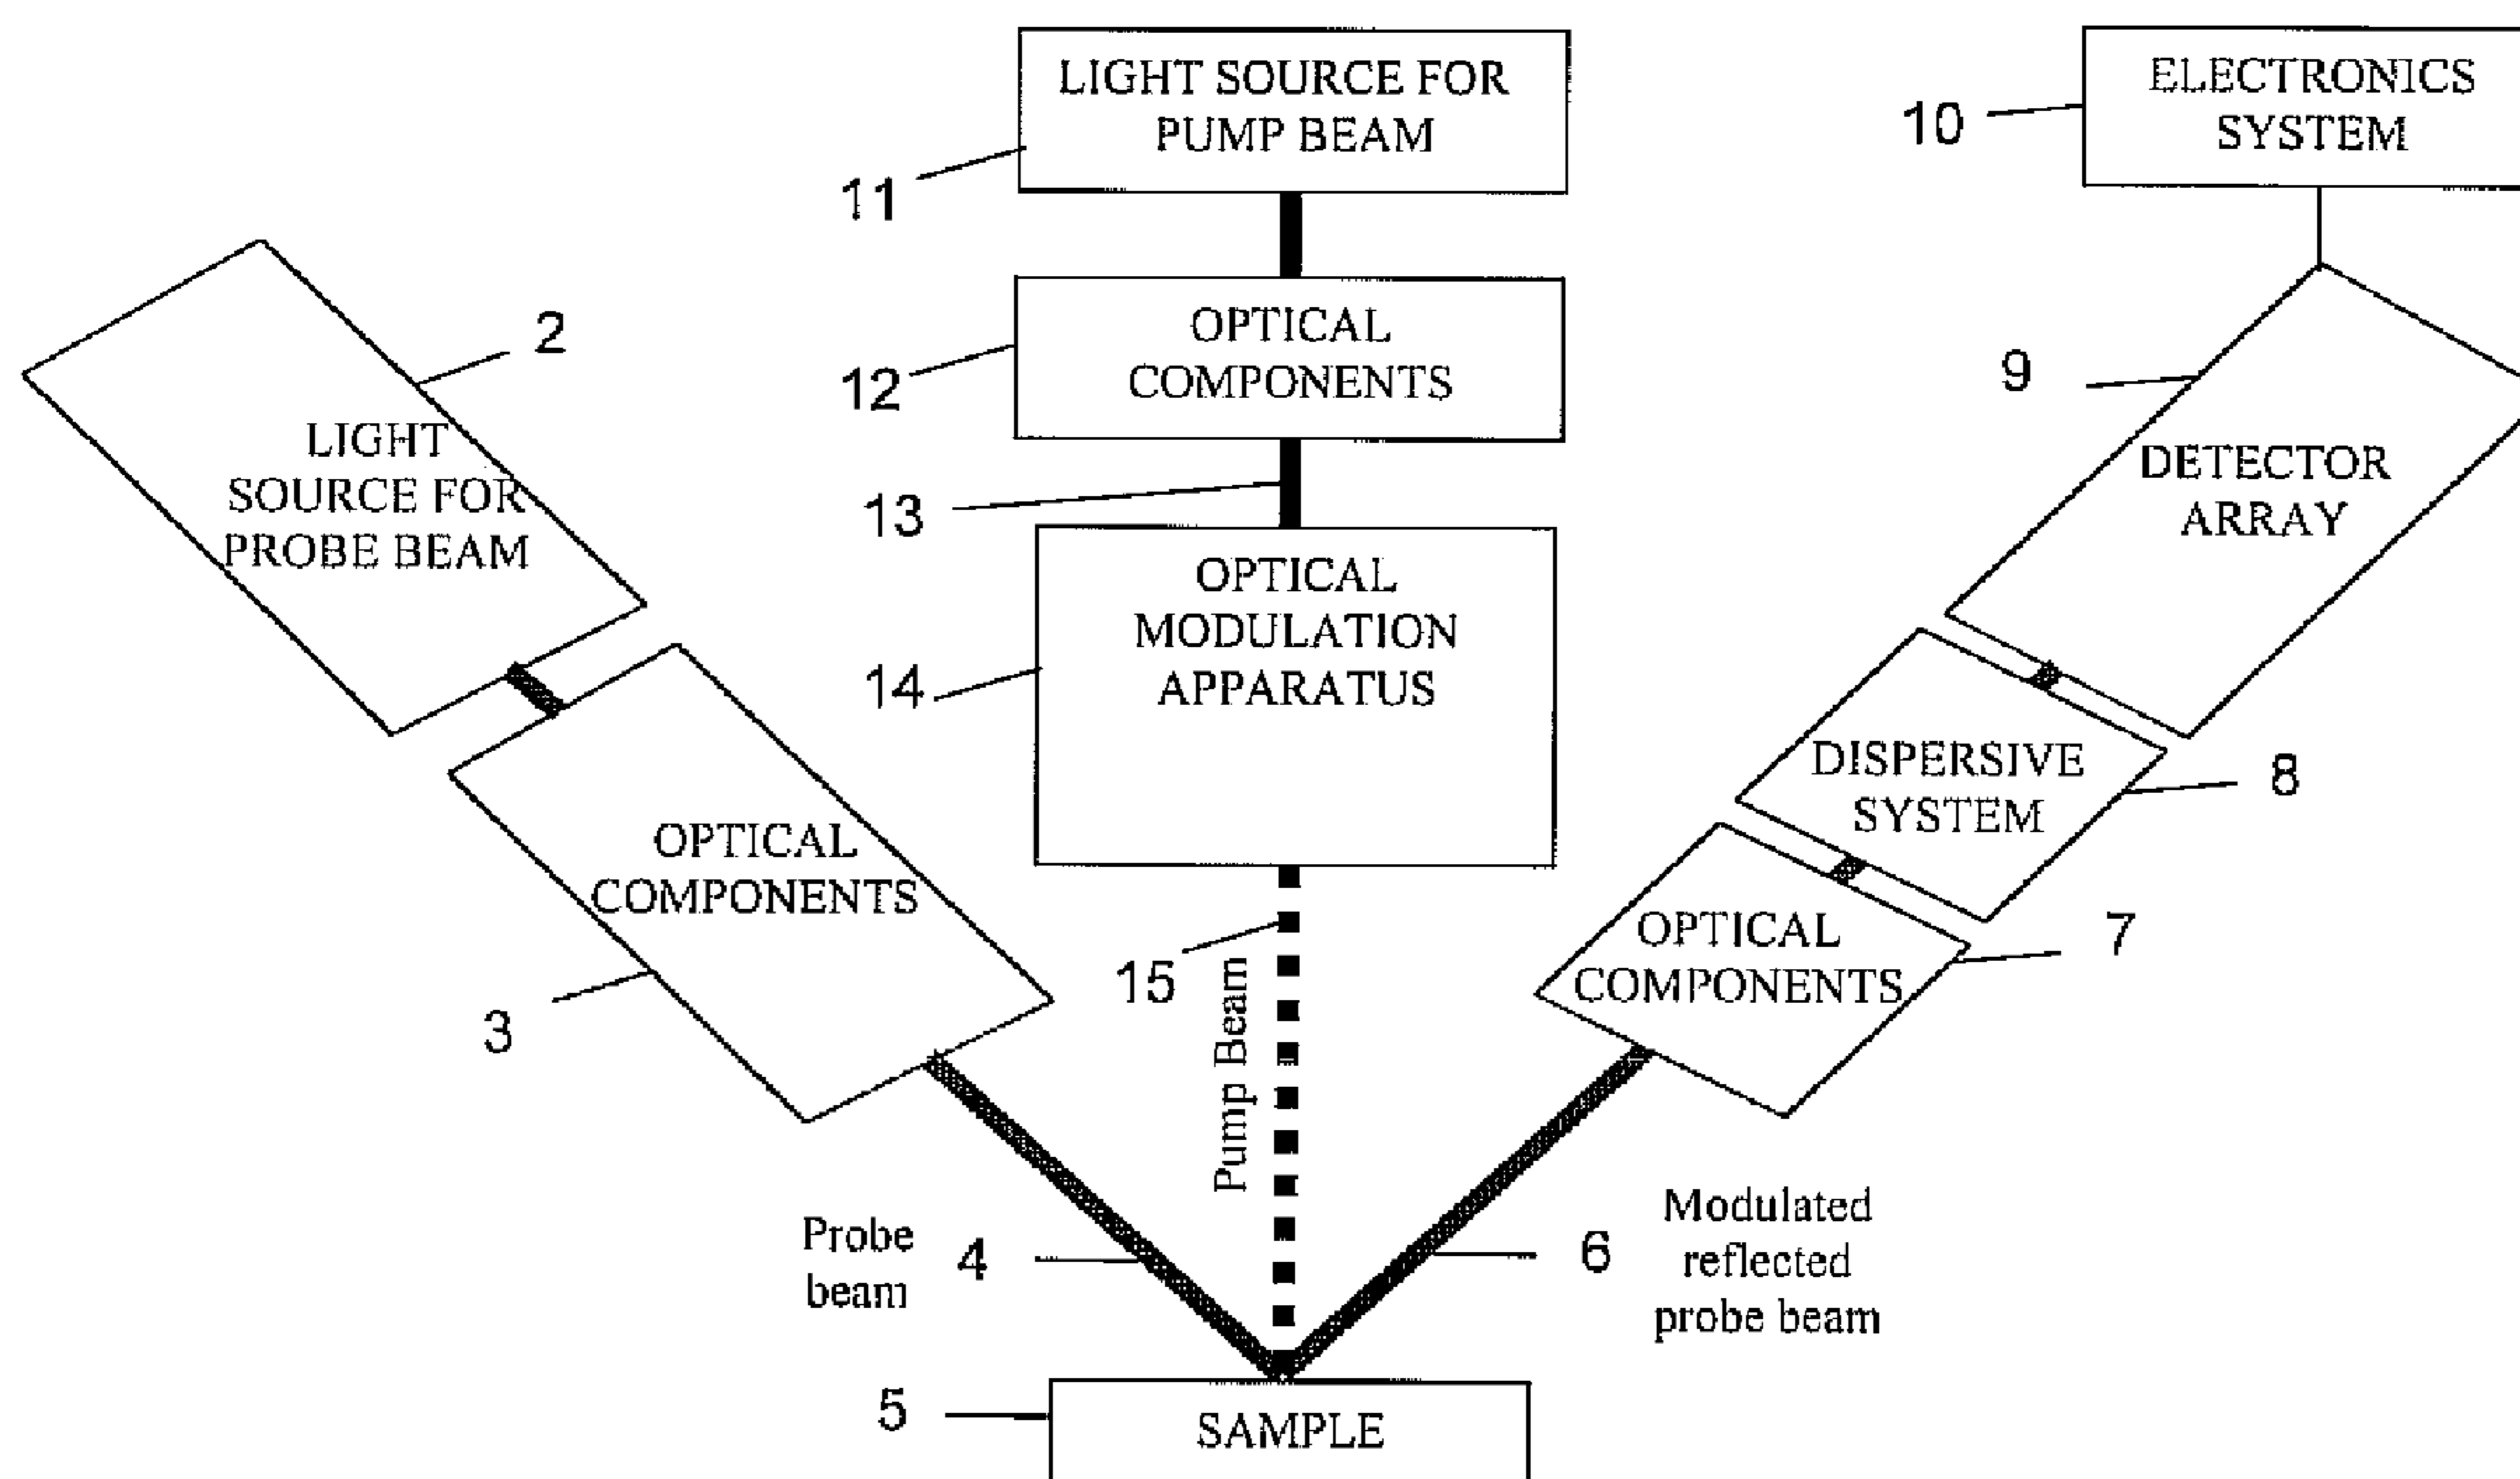 LIGHT SOURCE FOR
PUMP BEAM
11
ELECTRONICS
SYSTEM
10
OPTICAL
COMPONENTS
12
2
LIGHT
SOURCE FOR
PROBE BEAM
9
DETECTOR
ARRAY
13
OPTICAL
MODULATION
APPARATUS
14
DISPERSIVE
SYSTEM
8
OPTICAL
COMPONENTS
3
OPTICAL
COMPONENTS
7
15
Pump Beam
Probe
beam
4
6
Modulated
reflected
probe beam
5
SAMPLE